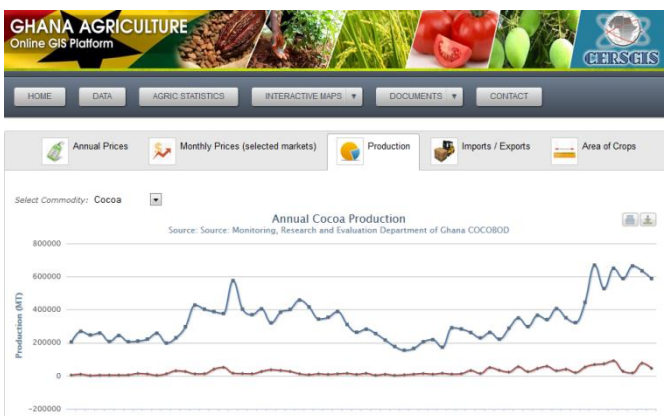 GHANA AGRICULTURE
Online GIS Platform
CERSGIS
HOME DATA AGRIC STATISTICS INTERACTIVE MAPS DOCUMENTS CONTACT
Annual Prices Monthly Prices (selected markets) Production Imports / Exports Area of Crops
Select Commodity: Cocoa
Annual Cocoa Production
Source: Source: Monitoring, Research and Evaluation Department of Ghana COCOBOD
800000
600000
400000
200000
0
-200000
Production (MT)